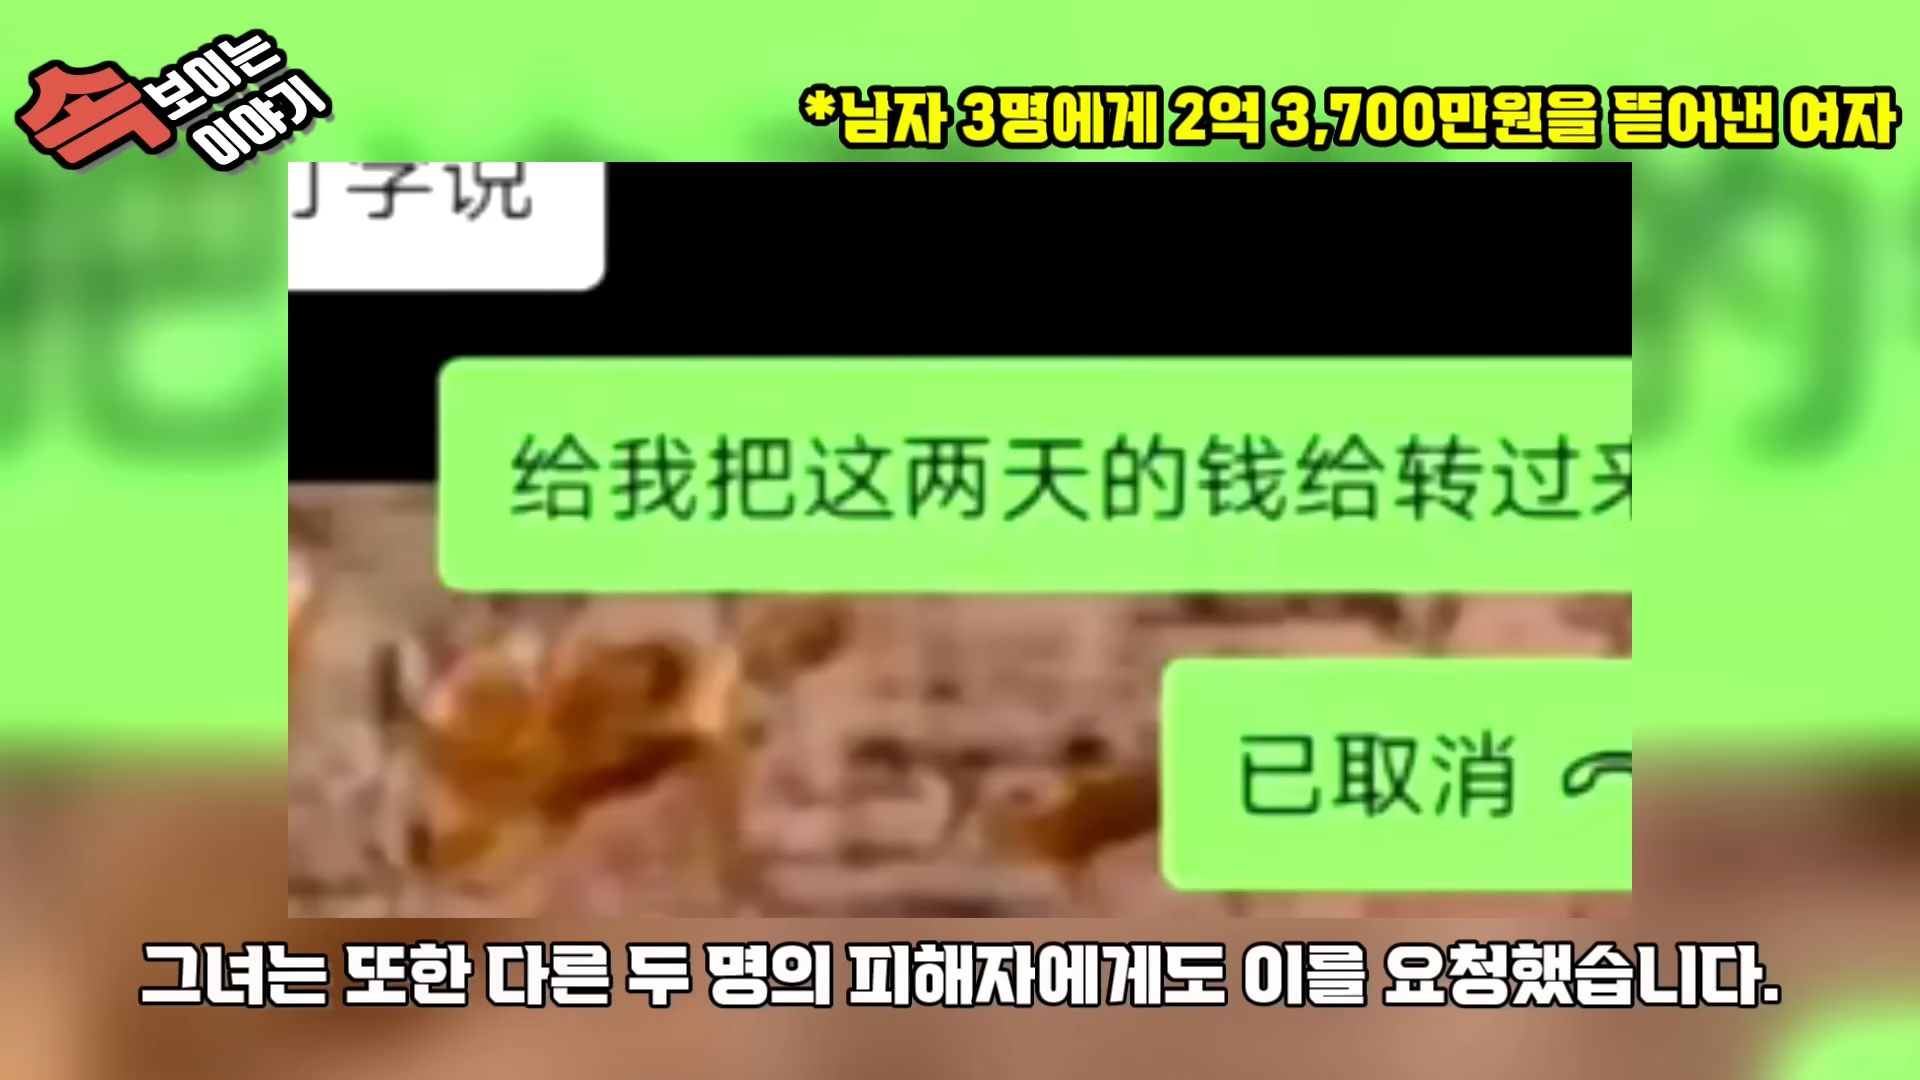 속보이는
이야기
*남자 3명에게 2억 3,700만원을 뜯어낸 여자
字说
给我把这两天的钱给转过来
已取消
그녀는 또한 다른 두 명의 피해자에게도 이를 요청했습니다.